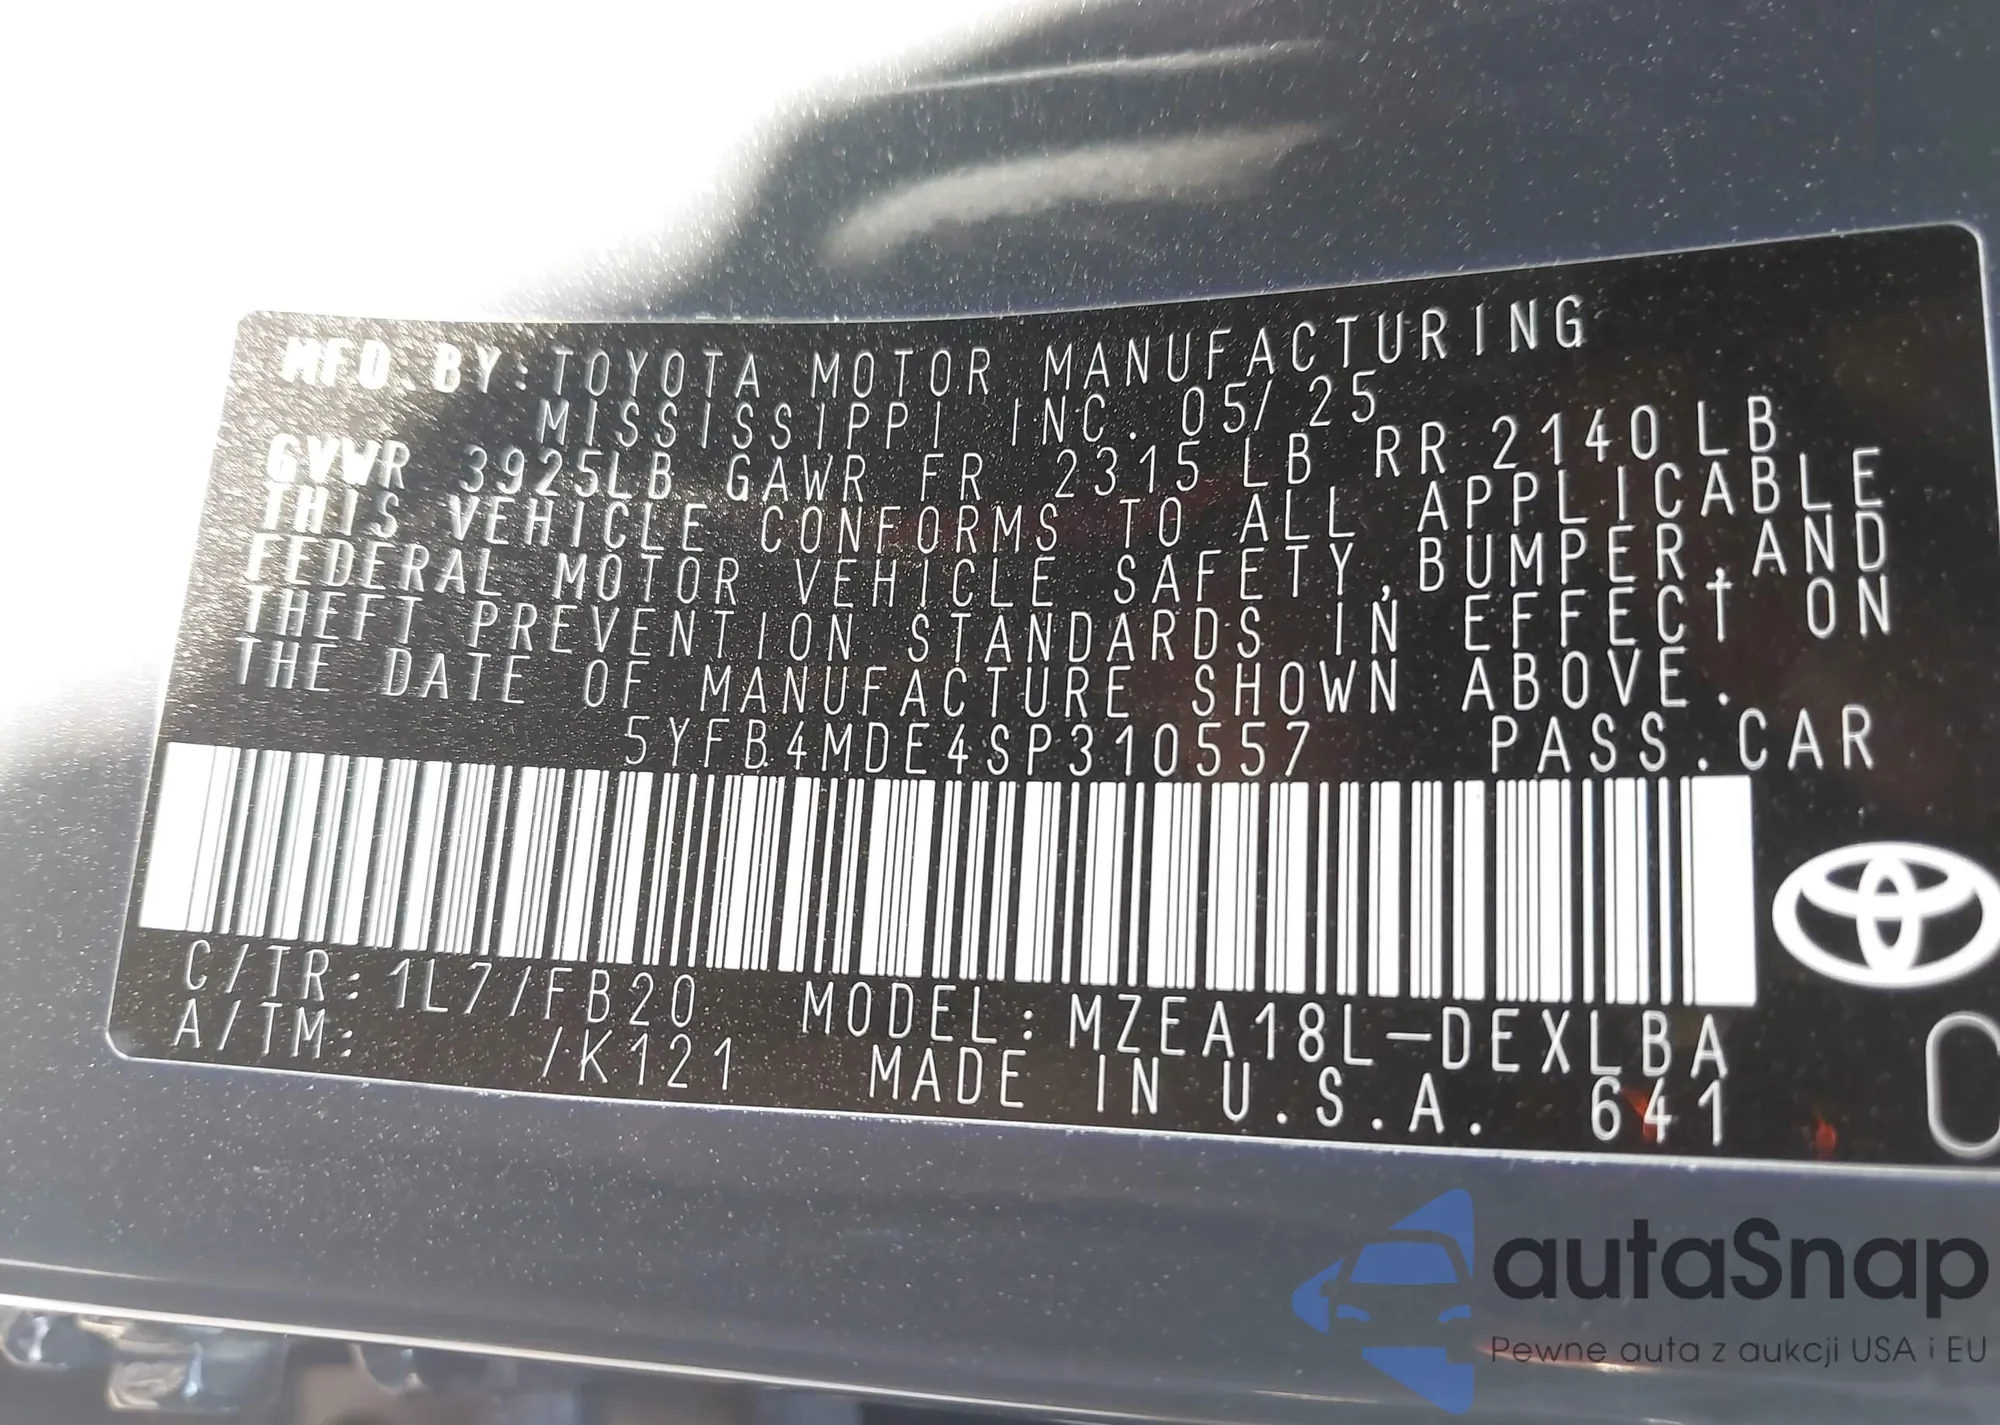 MFD. BY: TOYOTA MOTOR MANUFACTURING
MISSISSIPPI INC. 05/25
GVWR 3925LB GAWR FR 2315 LB RR 2140 LB
THIS VEHICLE CONFORMS TO ALL APPLICABLE
FEDERAL MOTOR VEHICLE SAFETY, BUMPER, AND
THEFT PREVENTION STANDARDS IN EFFECT ON
THE DATE OF MANUFACTURE SHOWN ABOVE.
5YFB4MDE4SP310557 PASS. CAR
C/TR: 1L7/FB20 MODEL: MZEA18L-DEXLBA
A/TM: /K121 MADE IN U.S.A. 641
autaSnap
Pewne auta z aukcji USA i EU